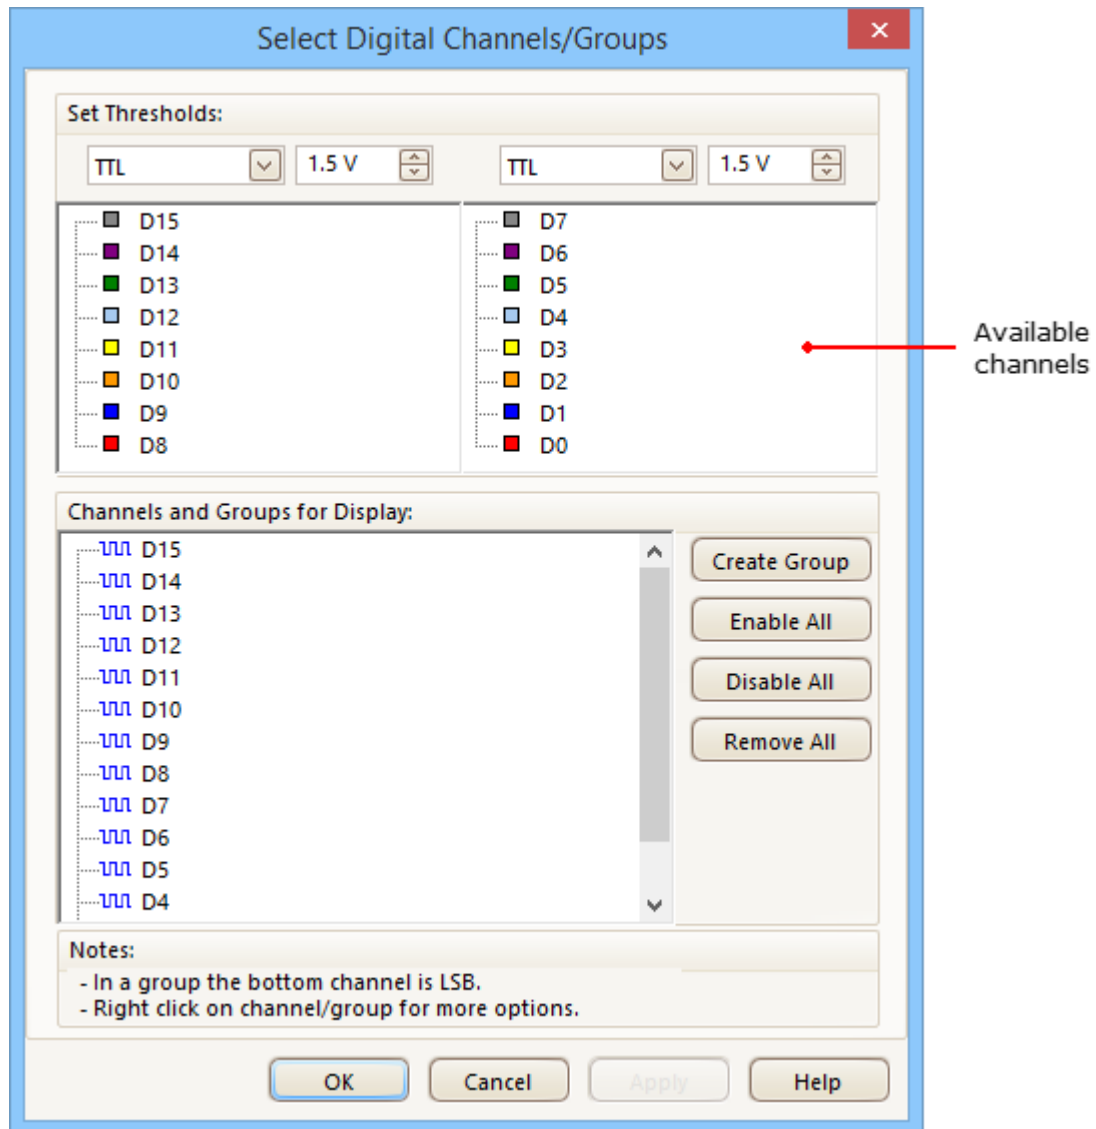 Select Digital Channels/Groups
Set Thresholds:
TTL 1.5 V TTL 1.5 V
D15 D7
D14 D6
D13 D5
D12 D4
D11 D3
D10 D2
D9 D1
D8 D0
Available
channels
Channels and Groups for Display:
D15
D14
D13
D12
D11
D10
D9
D8
D7
D6
D5
D4
Create Group
Enable All
Disable All
Remove All
Notes:
- In a group the bottom channel is LSB.
- Right click on channel/group for more options.
OK Cancel Apply Help